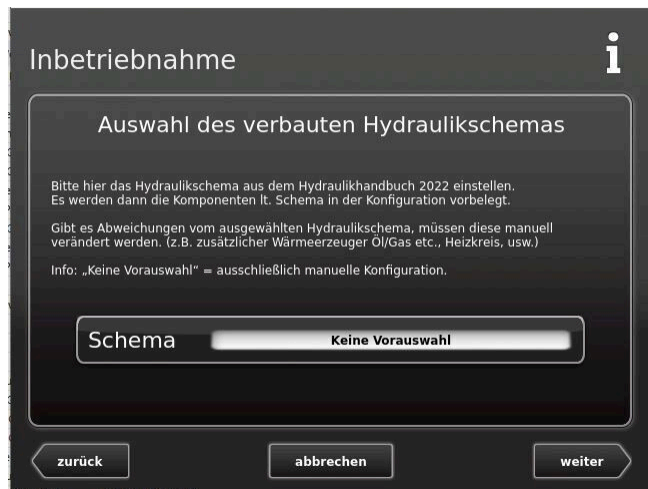 Inbetriebnahme
i
Auswahl des verbauten Hydraulikschemas
Bitte hier das Hydraulikschema aus dem Hydraulikhandbuch 2022 einstellen.
Es werden dann die Komponenten lt. Schema in der Konfiguration vorbelegt.
Gibt es Abweichungen vom ausgewählten Hydraulikschema, müssen diese manuell
verändert werden. (z.B. zusätzlicher Wärmeerzeuger Öl/Gas etc., Heizkreis, usw.)
Info: „Keine Vorauswahl“ = ausschließlich manuelle Konfiguration.
Schema Keine Vorauswahl
zurück abbrechen weiter